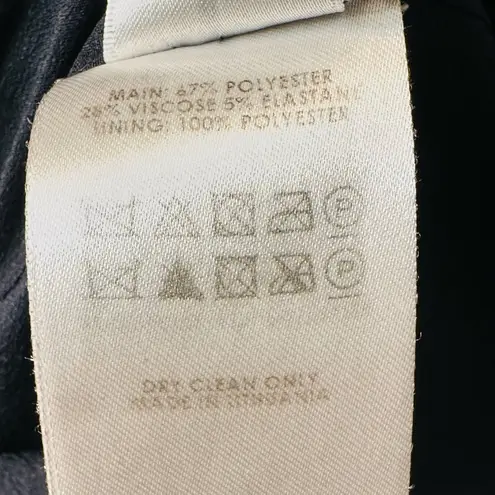 MAIN: 67% POLYESTER
28% VISCOSE 5% ELASTANE
LINING: 100% POLYESTER
P
P
DRY CLEAN ONLY
MADE IN LITHUANIA